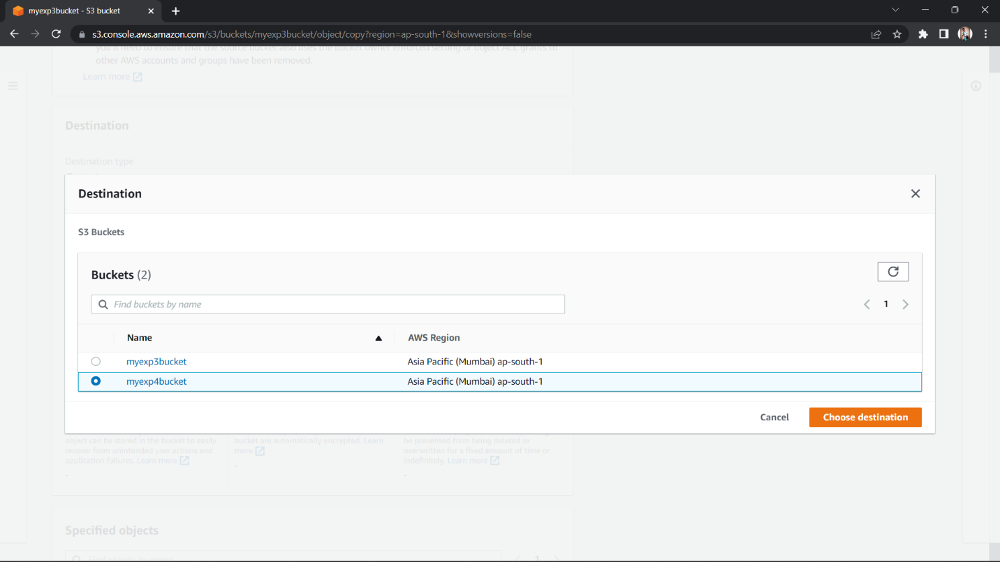 myexp3bucket - S3 bucket
s3.console.aws.amazon.com/s3/buckets/myexp3bucket/object/copy?region=ap-south-1&showversions=false
you'll need to ensure that the source bucket also uses the bucket owner enforced setting or object ACL grants to
other AWS accounts and groups have been removed.
Learn more
Destination
Destination type
Destination
S3 Buckets
Buckets (2)
Find buckets by name
1
Name AWS Region
myexp3bucket Asia Pacific (Mumbai) ap-south-1
myexp4bucket Asia Pacific (Mumbai) ap-south-1
Cancel Choose destination
object can be stored in the bucket to easily
recover from unintended user actions and
application failures. Learn more
-
bucket are automatically encrypted. Learn
more
-
be prevented from being deleted or
overwritten for a fixed amount of time or
indefinitely. Learn more
-
Specified objects
1